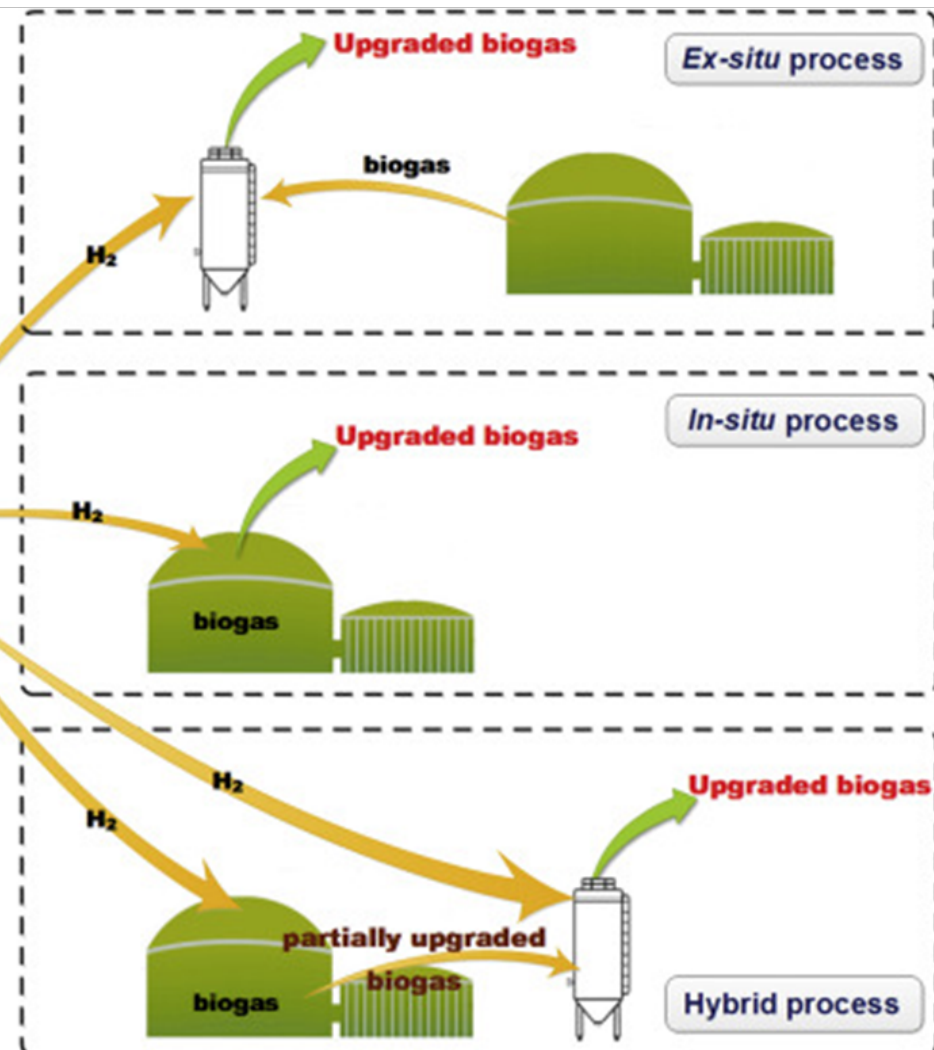 Upgraded biogas
Ex-situ process
biogas
H₂
In-situ process
Upgraded biogas
H₂
biogas
H₂
Upgraded biogas
H₂
partially upgraded
biogas
biogas
Hybrid process